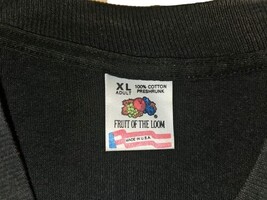 XL 100% COTTON
ADULT PRESHRUNK
®
FRUIT OF THE LOOM
MADE IN U.S.A.